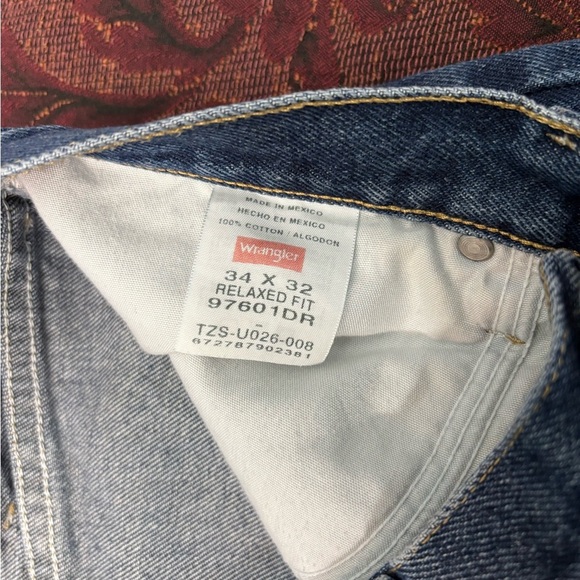 MADE IN MEXICO
HECHO EN MEXICO
100% COTTON / ALGODON
Wrangler
34 X 32
RELAXED FIT
97601DR
-
TZS-U026-008
672787902381